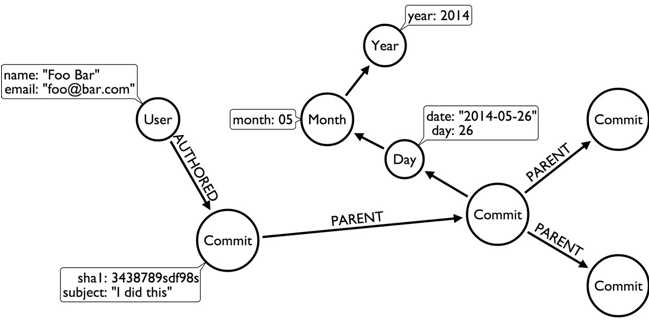 year: 2014
Year
name: "Foo Bar"
email: "foo@bar.com"
User
month: 05
Month
date: "2014-05-26"
day: 26
Day
Commit
AUTHORED
PARENT
Commit
PARENT
Commit
PARENT
sha1: 3438789sdf98s
subject: "I did this"
Commit